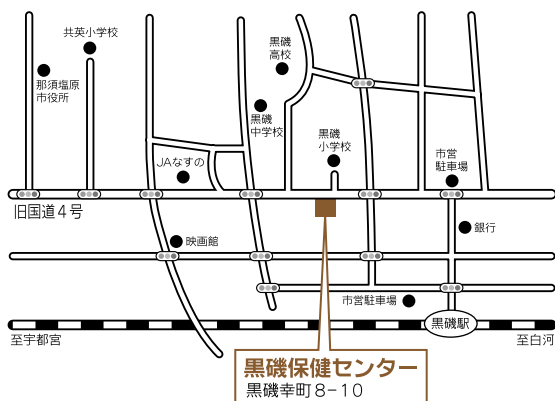 共英小学校
那須塩原
市役所
黒磯
高校
黒磯
中学校
黒磯
小学校
JAなすの
市営
駐車場
旧国道4号
映画館
銀行
市営駐車場
黒磯駅
至宇都宮
至白河
黒磯保健センター
黒磯幸町8-10